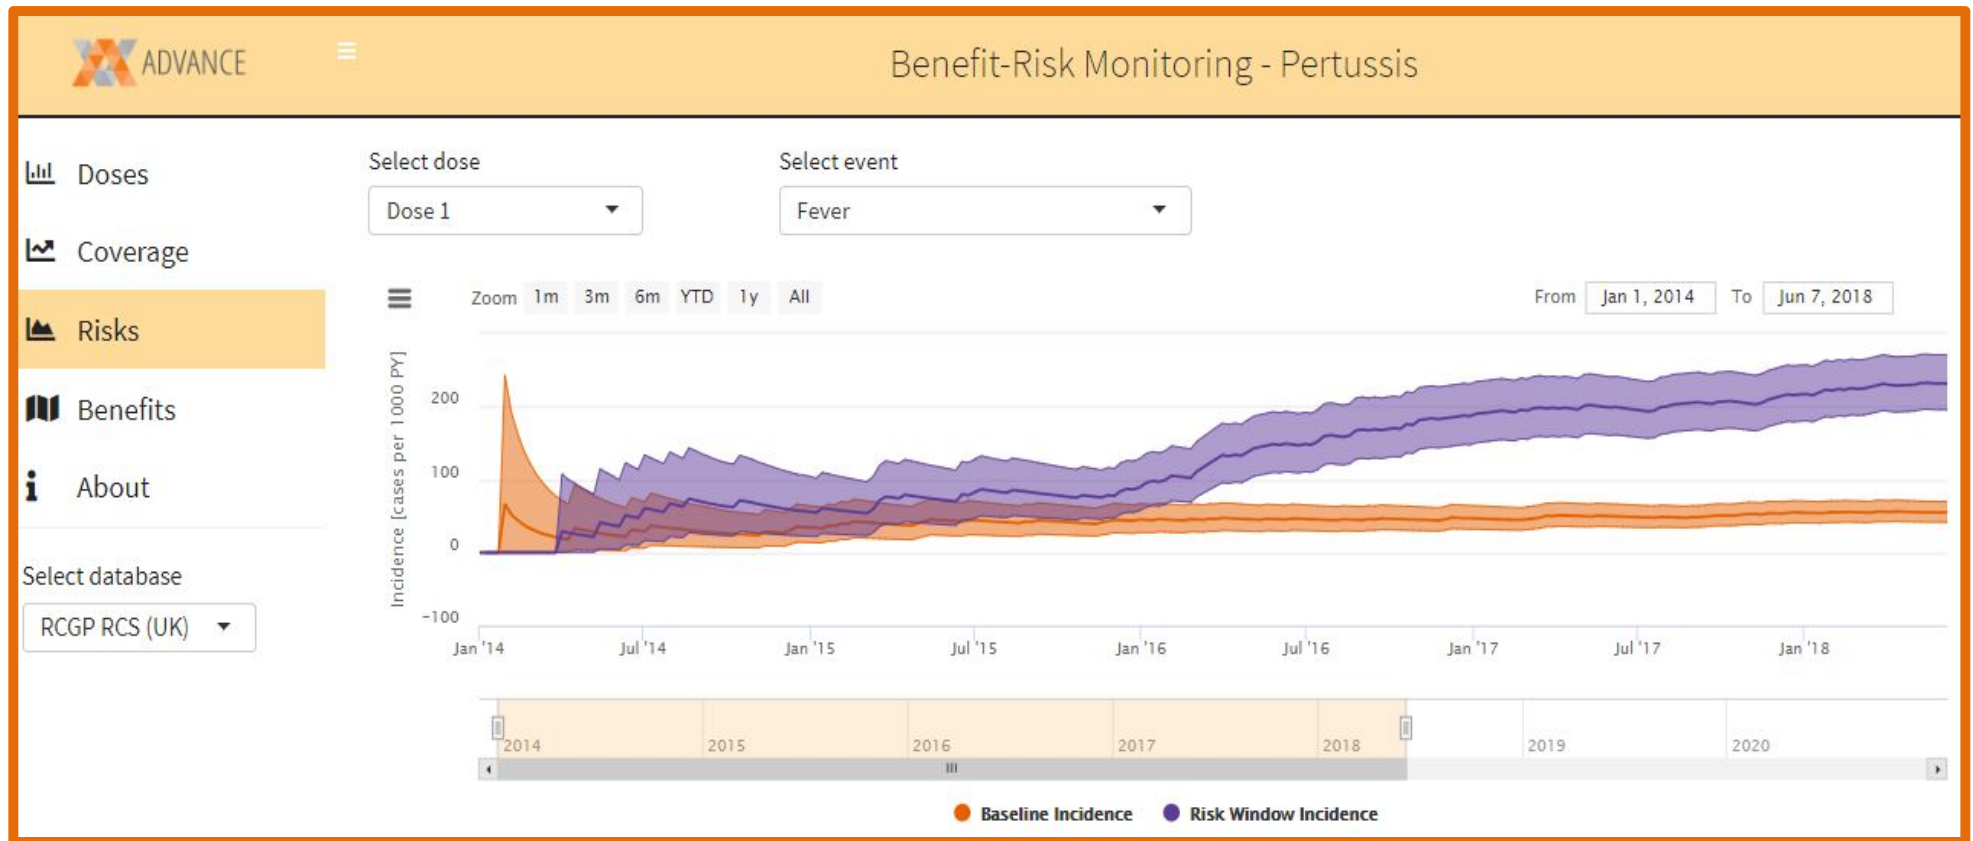 ADVANCE
Benefit-Risk Monitoring - Pertussis
Doses
Coverage
Risks
Benefits
About
Select database
RCGP RCS (UK)
Select dose
Dose 1
Select event
Fever
Zoom 1m 3m 6m YTD 1y All
From Jan 1, 2014 To Jun 7, 2018
Incidence [cases per 1000 PY]
200
100
0
-100
Jan '14 Jul '14 Jan '15 Jul '15 Jan '16 Jul '16 Jan '17 Jul '17 Jan '18
2014 2015 2016 2017 2018 2019 2020
Baseline Incidence Risk Window Incidence